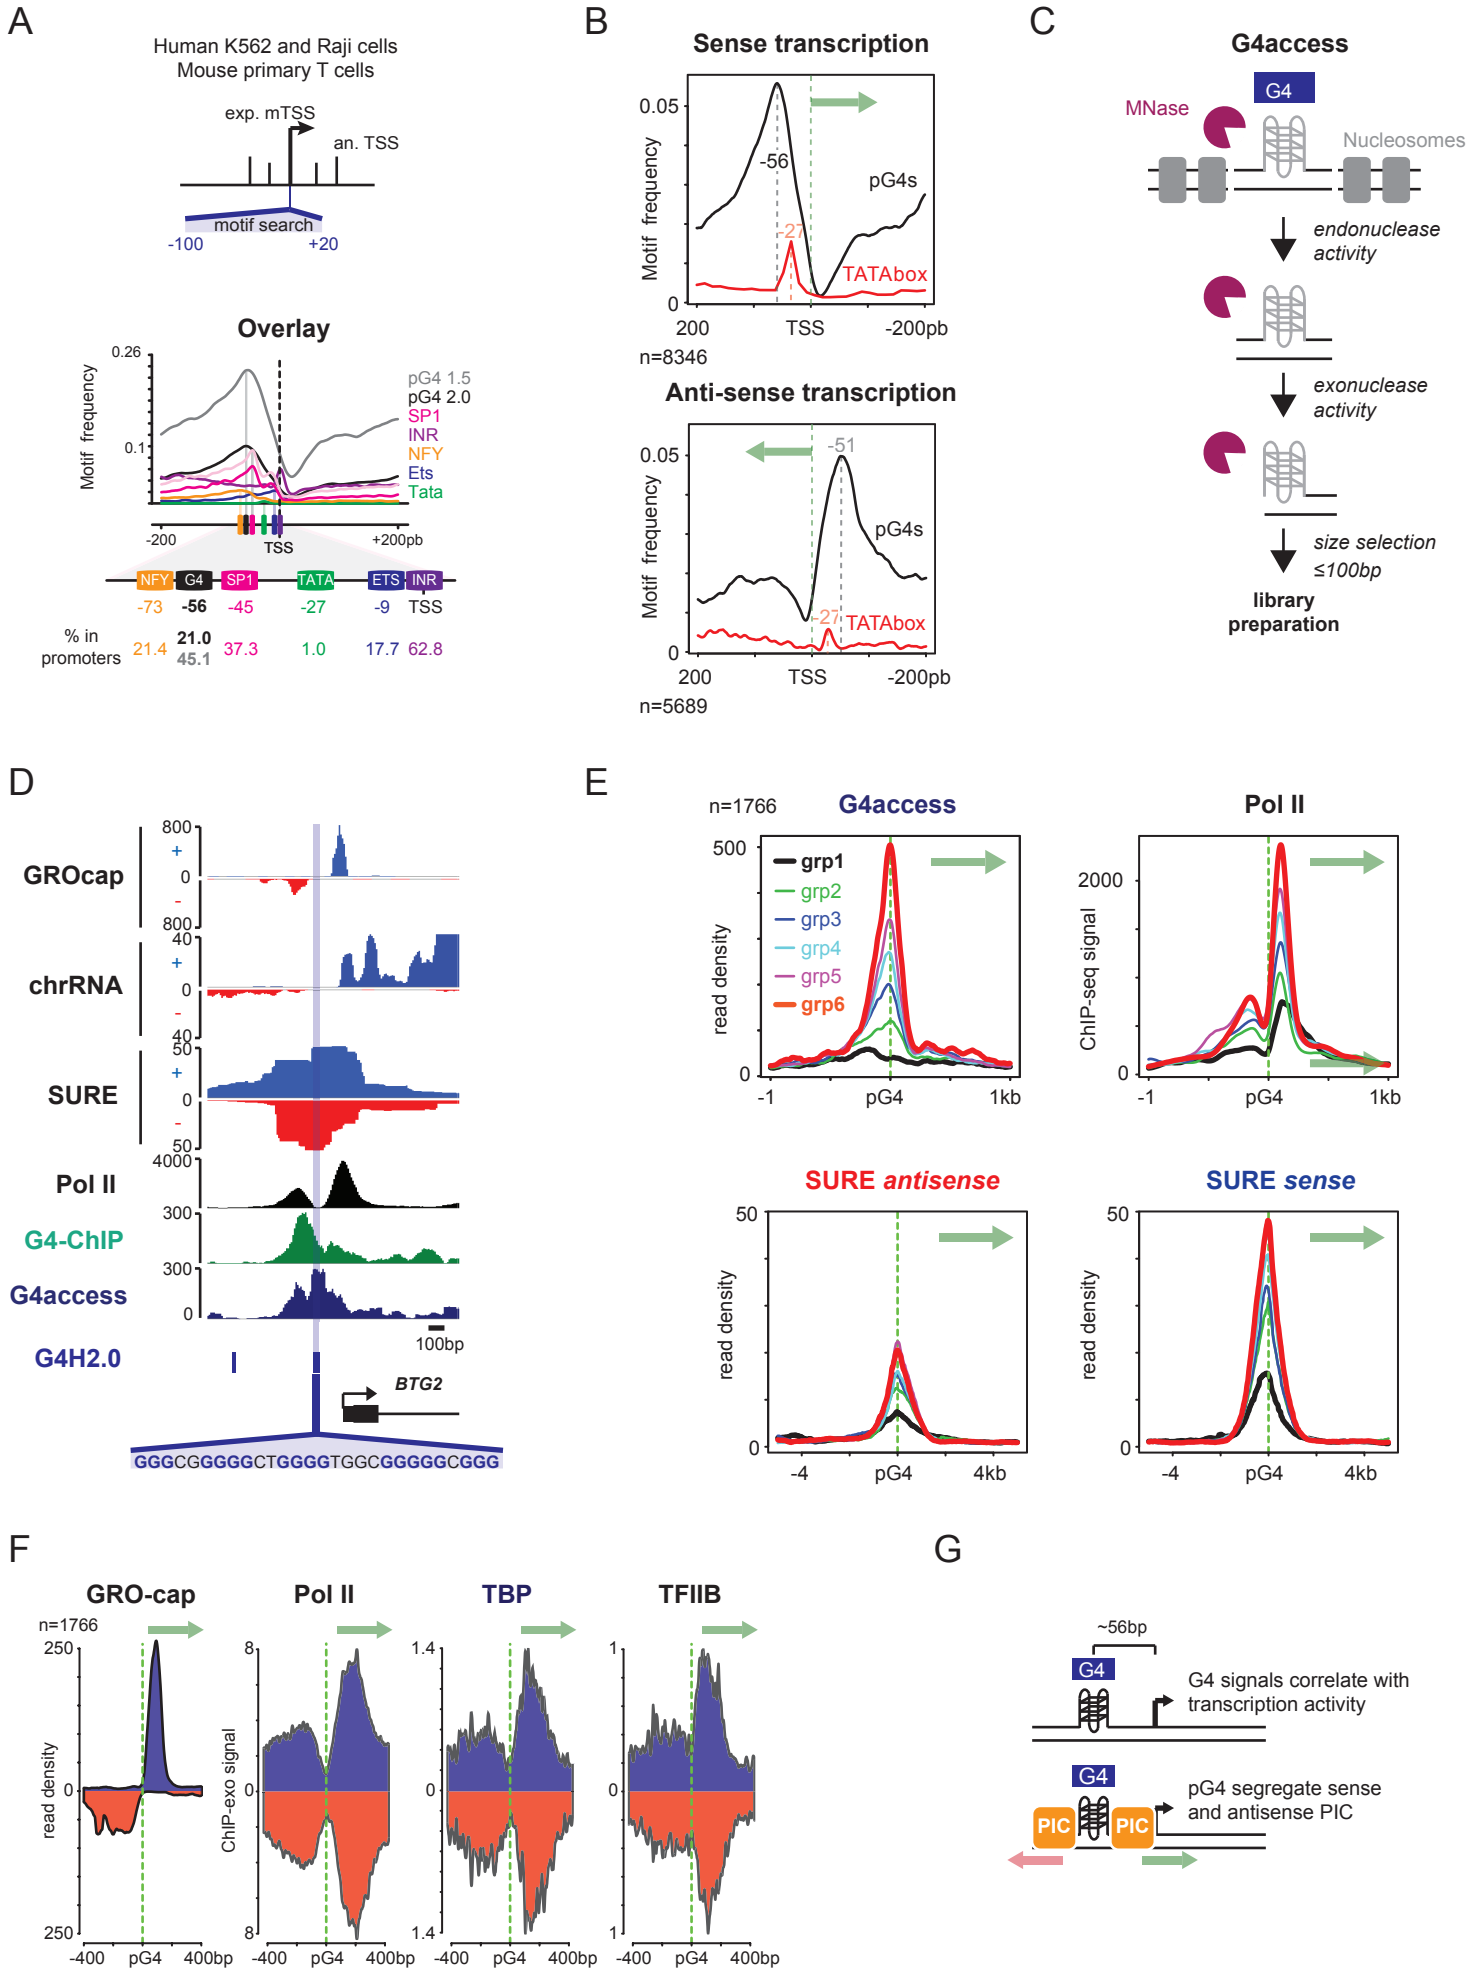 A
Human K562 and Raji cells
Mouse primary T cells
exp. mTSS
an. TSS
motif search
-100
+20
Overlay
0.26
0.1
Motif frequency
pG4 1.5
pG4 2.0
SP1
INR
NFY
Ets
Tata
-200
TSS
+200pb
NFY G4 SP1 TATA ETS INR
-73 -56 -45 -27 -9 TSS
% in promoters
21.4 21.0 37.3 1.0 17.7 62.8
45.1
B
Sense transcription
0.05
-56
pG4s
-27
TATAbox
Motif frequency
0
200 TSS -200pb
n=8346
Anti-sense transcription
-51
0.05
pG4s
Motif frequency
-27
TATAbox
0
200 TSS -200pb
n=5689
C
G4access
G4
MNase
Nucleosomes
endonuclease
activity
exonuclease
activity
size selection
≤100bp
library
preparation
D
GROcap
800
+
0
-
800
chrRNA
40
+
0
-
40
SURE
50
+
0
-
50
Pol II
4000
G4-ChIP
300
G4access
300
0
100bp
G4H2.0
BTG2
GGGCGGGGGCTGGGGTGGCGGGGGCGGG
E
n=1766
G4access
500
grp1
grp2
grp3
grp4
grp5
grp6
read density
0
-1 pG4 1kb
Pol II
2000
ChIP-seq signal
0
-1 pG4 1kb
SURE antisense
50
read density
0
-4 pG4 4kb
SURE sense
50
read density
0
-4 pG4 4kb
F
GRO-cap
n=1766
250
0
250
read density
-400 pG4 400bp
Pol II
8
0
8
ChIP-exo signal
-400 pG4 400bp
TBP
1.4
0
1.4
-400 pG4 400bp
TFIIB
1
0
1
-400 pG4 400bp
G
~56bp
G4
G4 signals correlate with
transcription activity
G4
PIC PIC
pG4 segregate sense
and antisense PIC